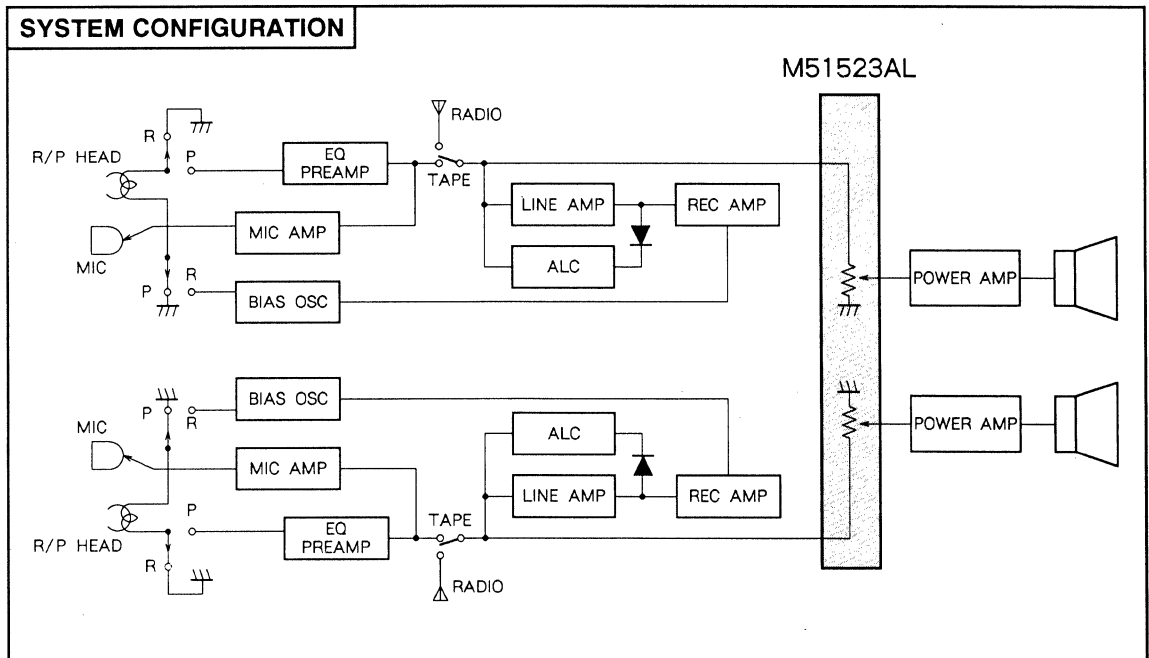 SYSTEM CONFIGURATION
M51523AL
RADIO
R
R/P HEAD
P
EQ
PREAMP
TAPE
LINE AMP
REC AMP
MIC AMP
MIC
ALC
POWER AMP
R
P
BIAS OSC
BIAS OSC
P
R
MIC
ALC
POWER AMP
MIC AMP
LINE AMP
REC AMP
P
TAPE
EQ
PREAMP
R/P HEAD
R
RADIO